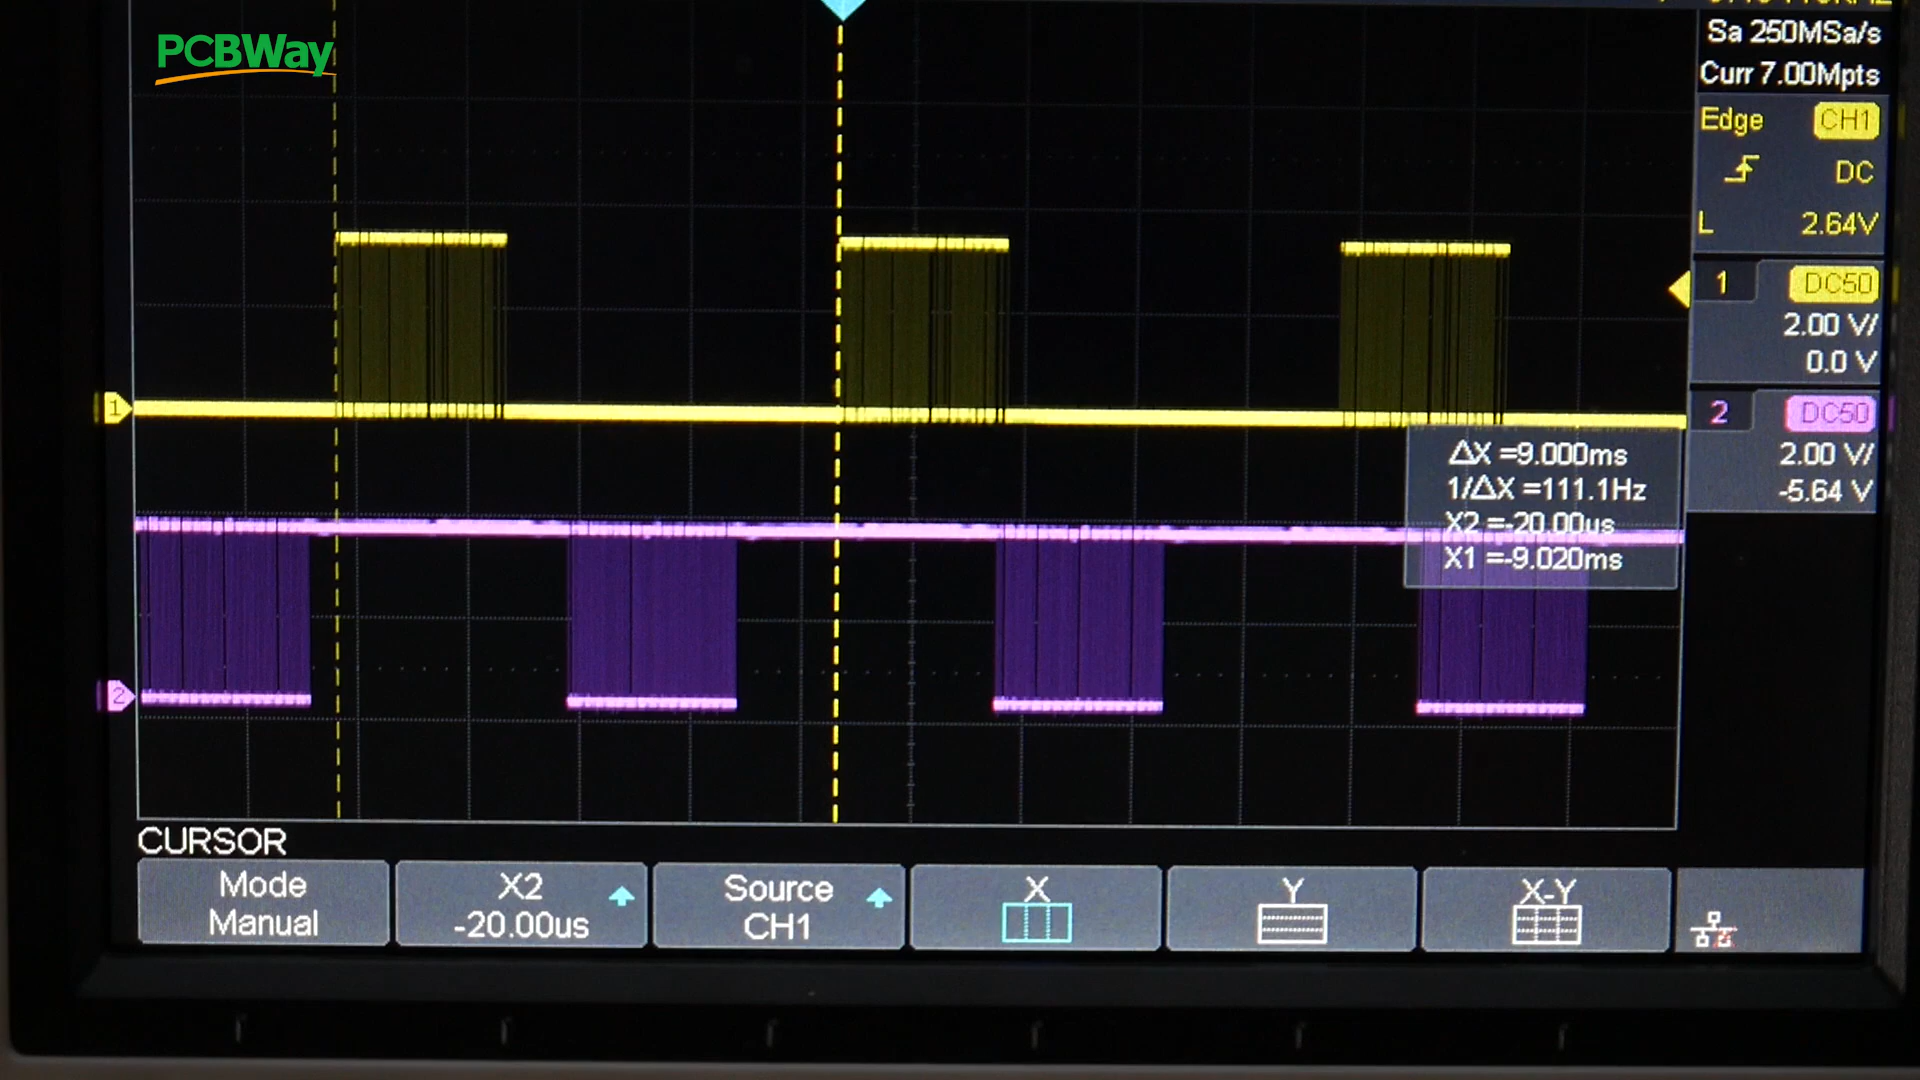 PCBWay
Sa 250MSa/s
Curr 7.00Mpts
Edge CH1
DC
L 2.64V
1 DC50
2.00 V/
0.0 V
2 DC50
2.00 V/
-5.64 V
1
ΔX =9.000ms
1/ΔX =111.1Hz
X2 =-20.00us
X1 =-9.020ms
2
CURSOR
Mode
Manual
X2
-20.00us
Source
CH1
X
Y
X-Y